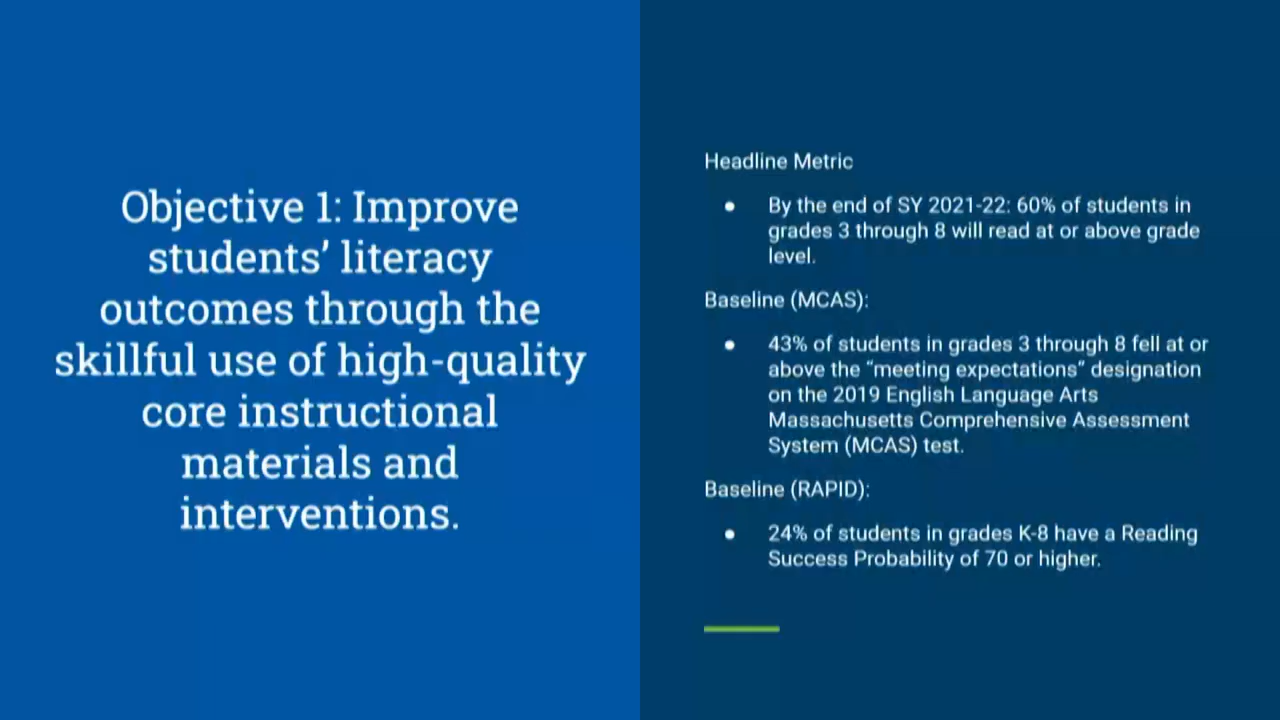 Objective 1: Improve
students’ literacy
outcomes through the
skillful use of high-quality
core instructional
materials and
interventions.
Headline Metric
● By the end of SY 2021-22: 60% of students in
grades 3 through 8 will read at or above grade
level.
Baseline (MCAS):
● 43% of students in grades 3 through 8 fell at or
above the “meeting expectations” designation
on the 2019 English Language Arts
Massachusetts Comprehensive Assessment
System (MCAS) test.
Baseline (RAPID):
● 24% of students in grades K-8 have a Reading
Success Probability of 70 or higher.